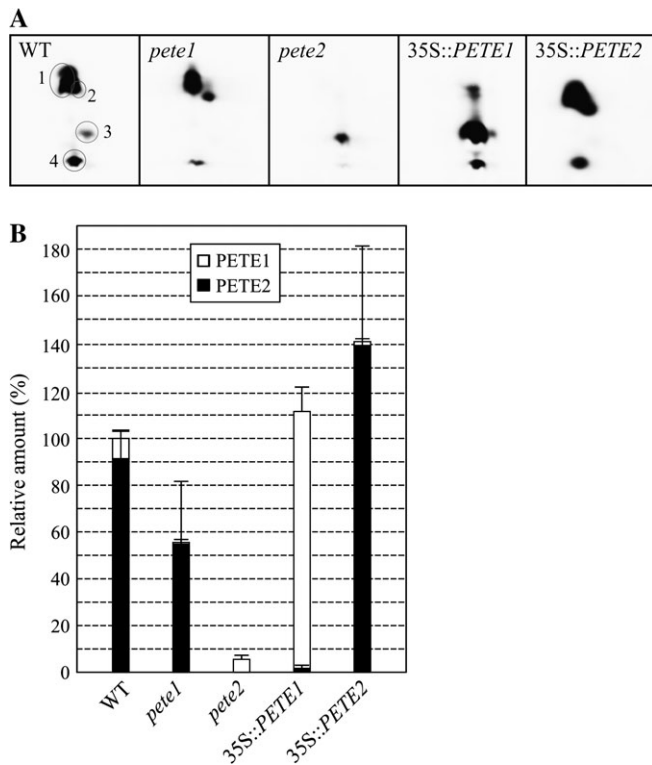 A
WT
pete1
pete2
35S::PETE1
35S::PETE2
1
2
3
4
B
PETE1
PETE2
Relative amount (%)
180
160
140
120
100
80
60
40
20
0
WT
pete1
pete2
35S::PETE1
35S::PETE2